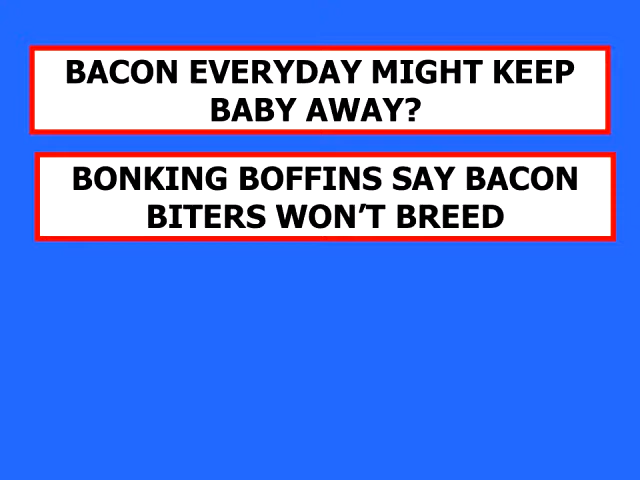 BACON EVERYDAY MIGHT KEEP
BABY AWAY?
BONKING BOFFINS SAY BACON
BITERS WON’T BREED